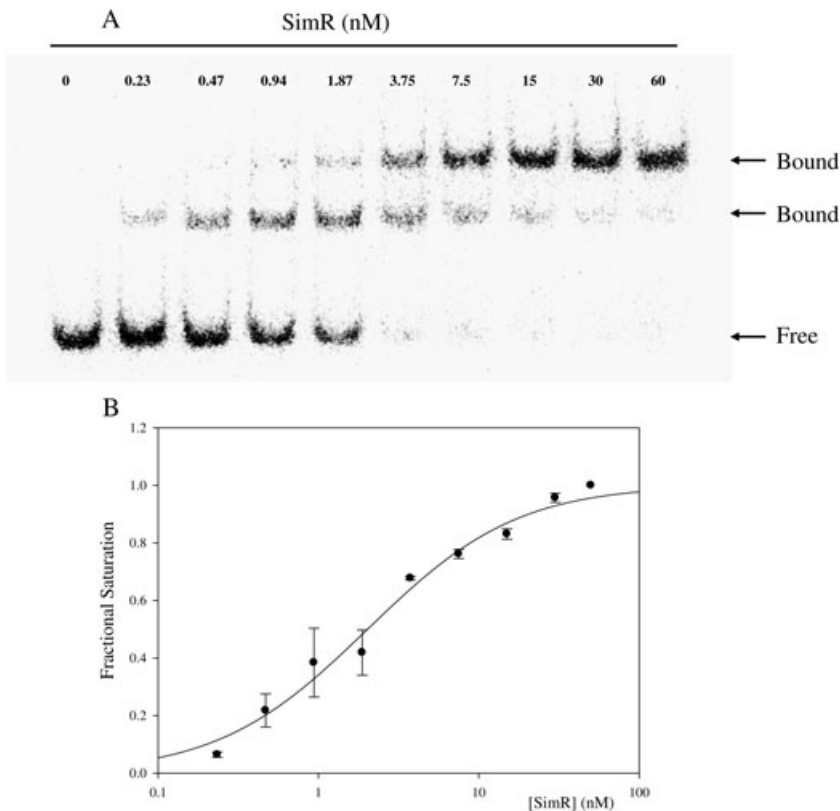 A
SimR (nM)
0 0.23 0.47 0.94 1.87 3.75 7.5 15 30 60
Bound
Bound
Free
B
1.2
1.0
0.8
0.6
0.4
0.2
0.0
Fractional Saturation
0.1 1 10 100
[SimR] (nM)